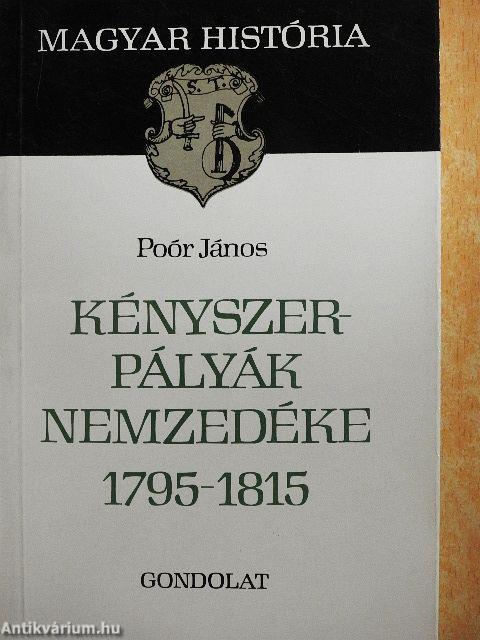 MAGYAR HISTÓRIA
S. T.
Poór János
KÉNYSZER-
PÁLYÁK
NEMZEDÉKE
1795-1815
GONDOLAT
Antikvárium.hu